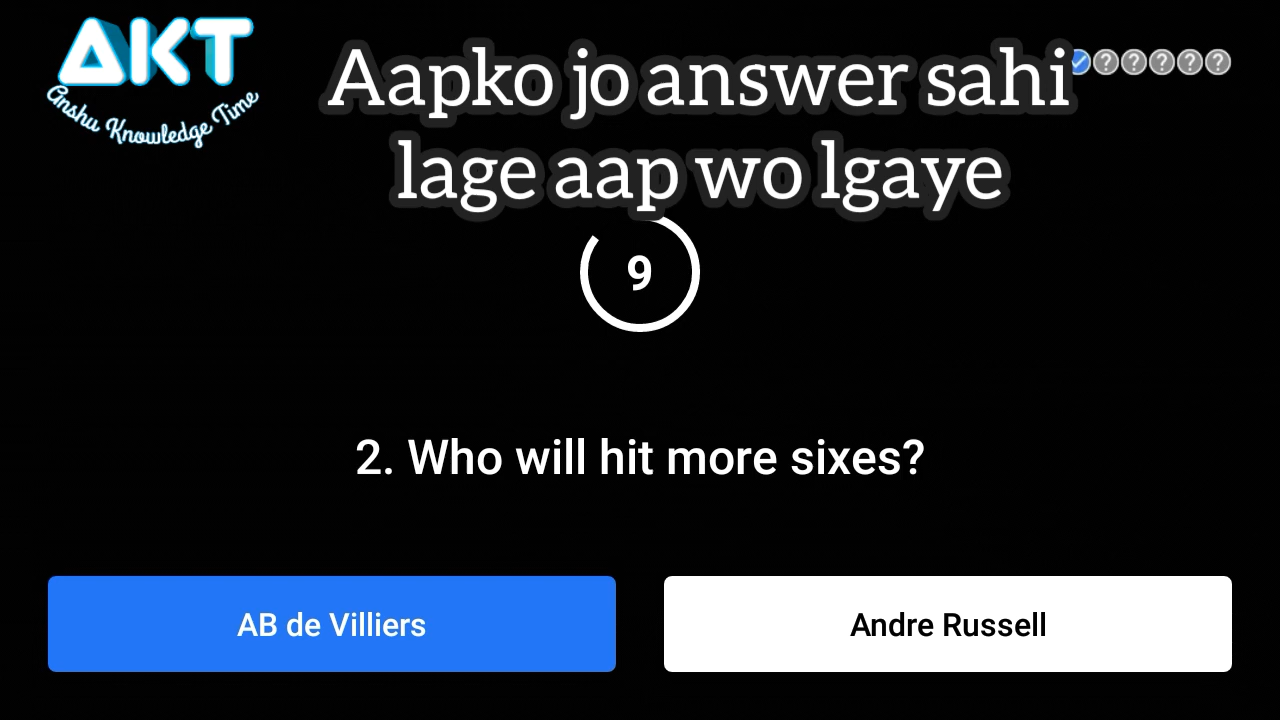 AKT
Anshu Knowledge Time
Aapko jo answer sahi
lage aap wo lgaye
? ? ? ? ?
9
2. Who will hit more sixes?
AB de Villiers
Andre Russell